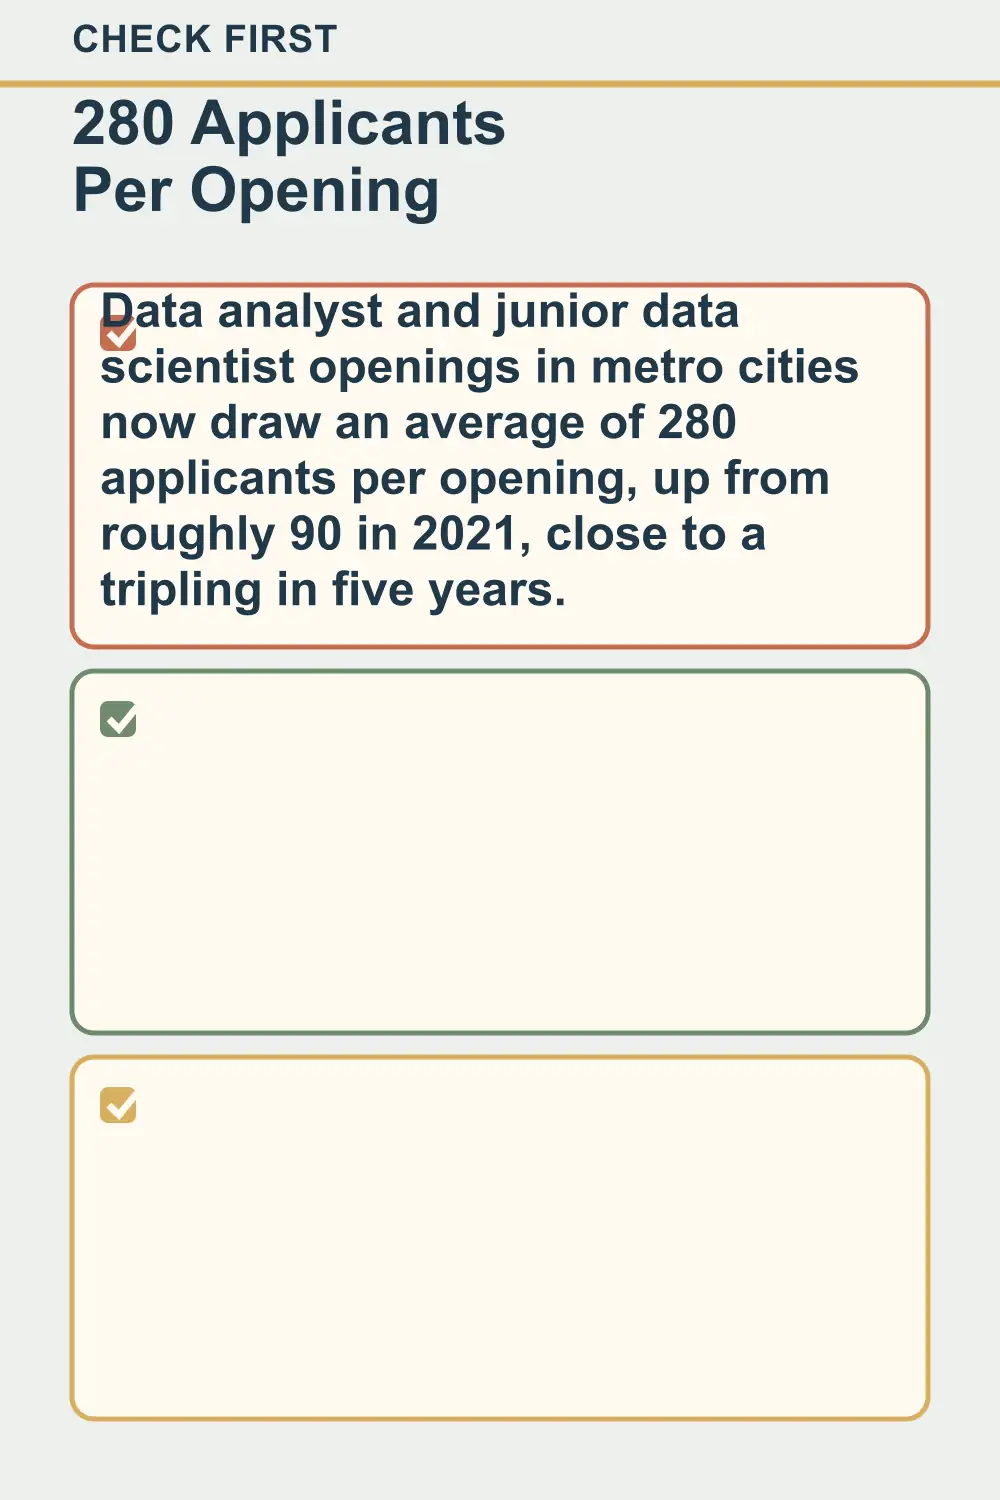 CHECK FIRST
280 Applicants
Per Opening
Data analyst and junior data
scientist openings in metro cities
now draw an average of 280
applicants per opening, up from
roughly 90 in 2021, close to a
tripling in five years.